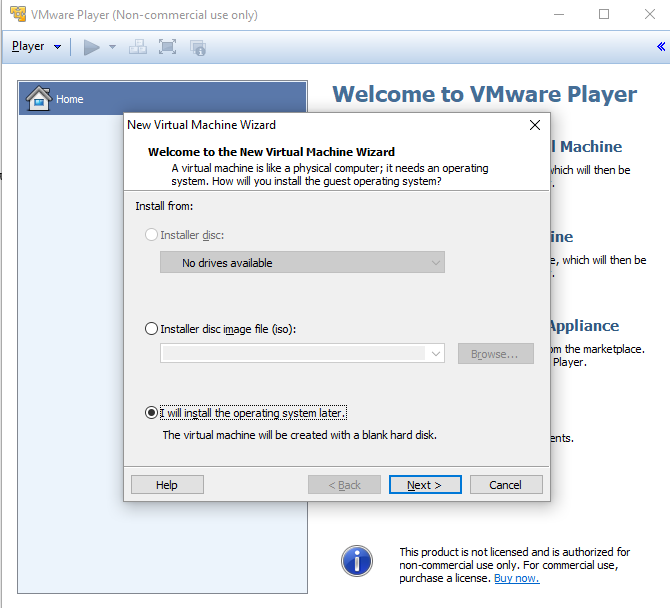 VMware Player (Non-commercial use only)
Player
Home
Welcome to VMware Player
l Machine
which will then be
ine
e, which will then be
Appliance
om the marketplace.
Player.
ents.
New Virtual Machine Wizard
Welcome to the New Virtual Machine Wizard
A virtual machine is like a physical computer; it needs an operating
system. How will you install the guest operating system?
Install from:
Installer disc:
No drives available
Installer disc image file (iso):
Browse...
I will install the operating system later.
The virtual machine will be created with a blank hard disk.
Help
< Back
Next >
Cancel
This product is not licensed and is authorized for
non-commercial use only. For commercial use,
purchase a license. Buy now.